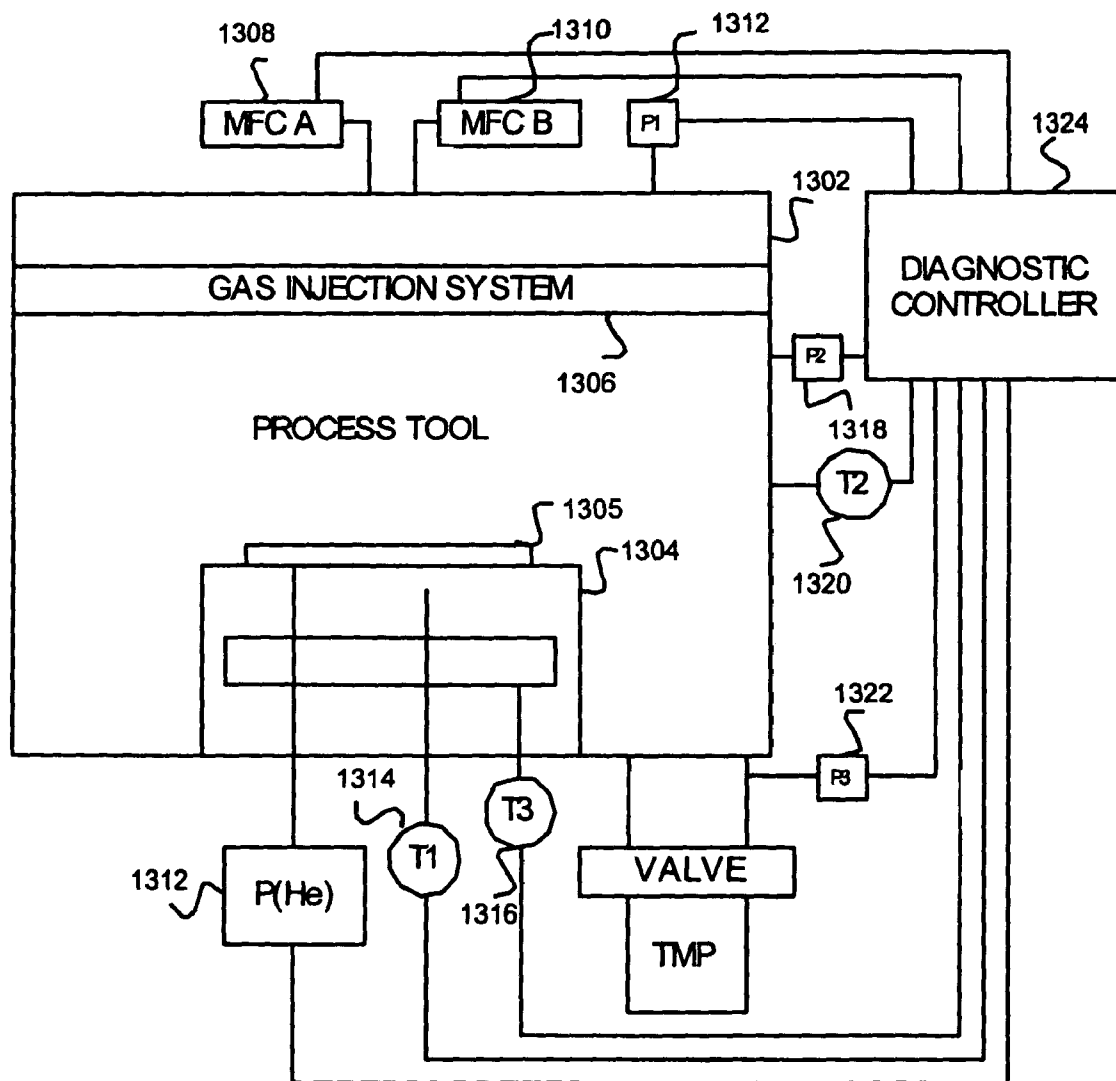 1308
1310
1312
MFC A
MFC B
P1
1324
1302
GAS INJECTION SYSTEM
DIAGNOSTIC
CONTROLLER
P2
1306
1318
PROCESS TOOL
T2
1305
1304
1320
1322
P3
1314
T3
T1
1312
P(He)
1316
VALVE
TMP